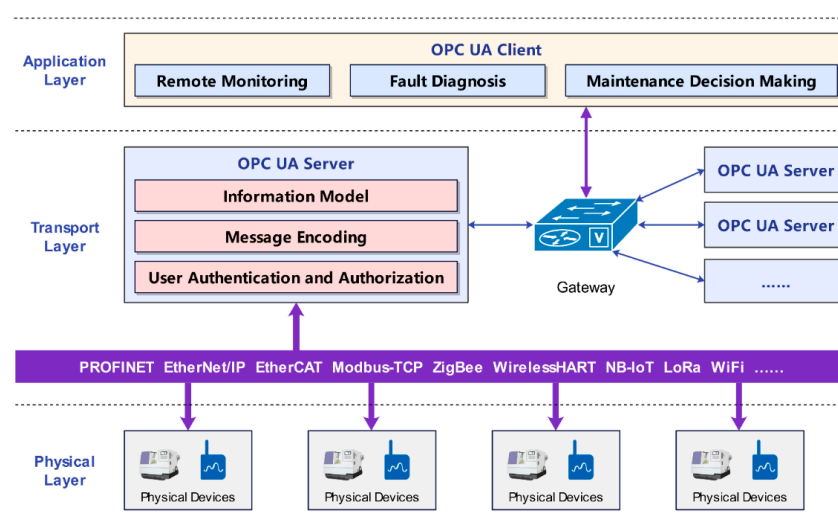 Application
Layer
OPC UA Client
Remote Monitoring
Fault Diagnosis
Maintenance Decision Making
Transport
Layer
OPC UA Server
Information Model
Message Encoding
User Authentication and Authorization
V
Gateway
OPC UA Server
OPC UA Server
......
PROFINET EtherNet/IP EtherCAT Modbus-TCP ZigBee WirelessHART NB-IoT LoRa WiFi ......
Physical
Layer
Physical Devices
Physical Devices
Physical Devices
Physical Devices